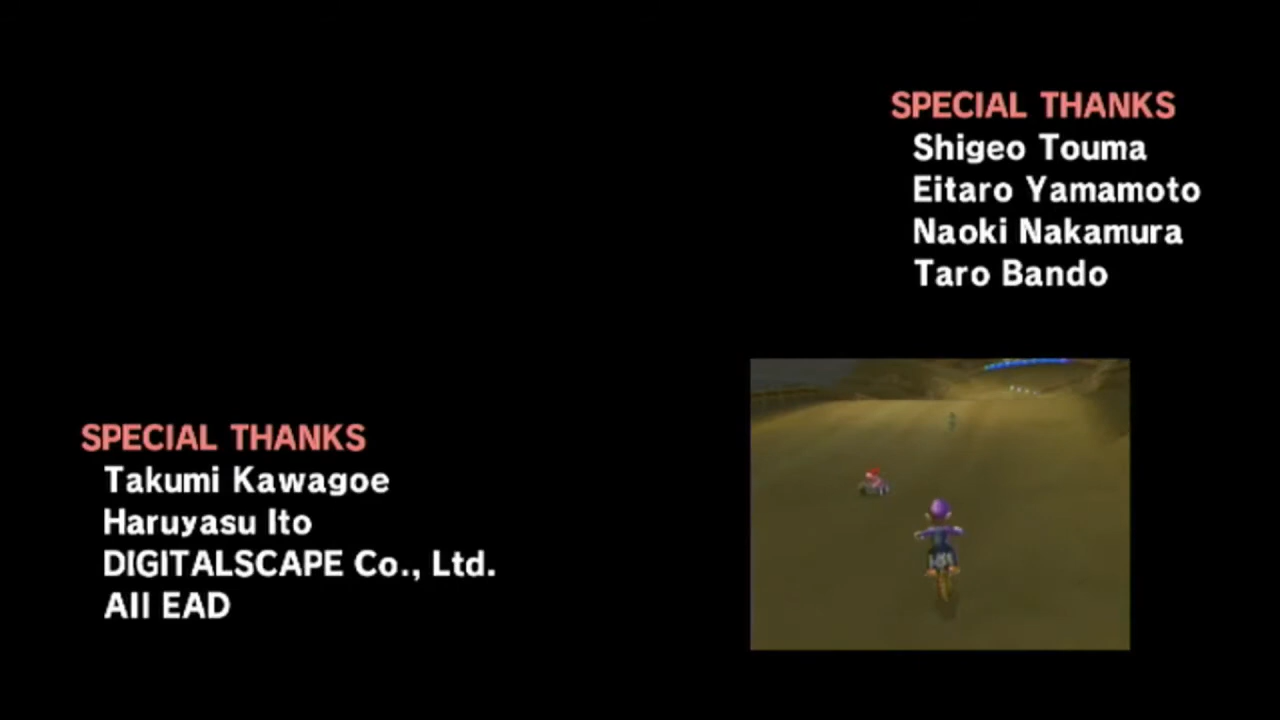 SPECIAL THANKS
Shigeo Touma
Eitaro Yamamoto
Naoki Nakamura
Taro Bando
SPECIAL THANKS
Takumi Kawagoe
Haruyasu Ito
DIGITALSCAPE Co., Ltd.
All EAD